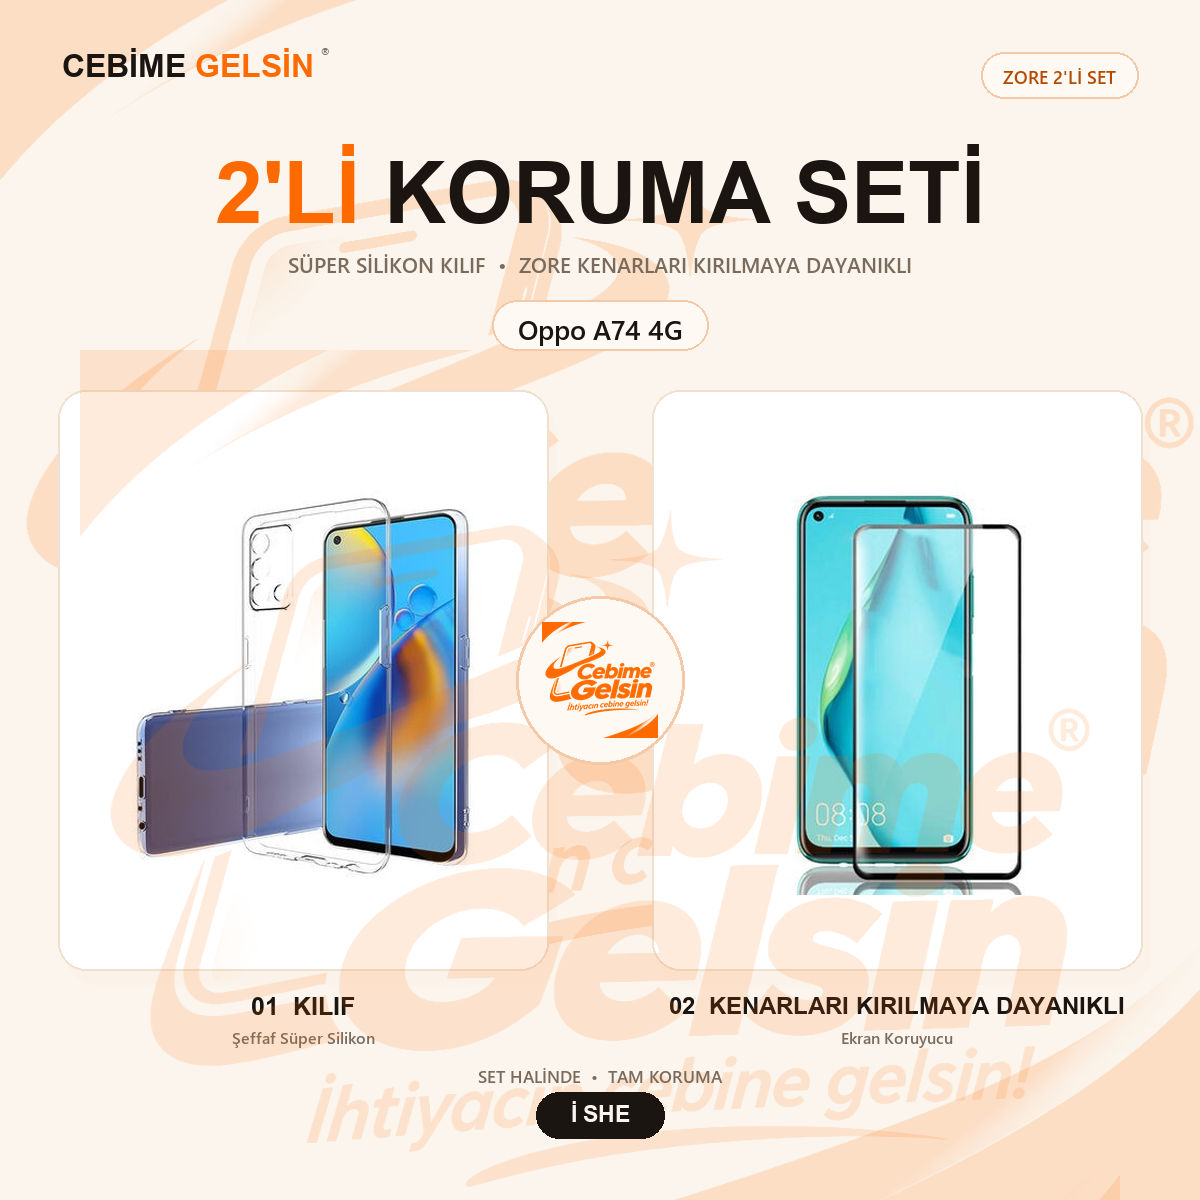 CEBİME GELSİN ®
ZORE 2'Lİ SET
2'Lİ KORUMA SETİ
SÜPER SİLİKON KILIF • ZORE KENARLARI KIRILMAYA DAYANIKLI
Oppo A74 4G
®
Cebime®
Gelsin
İhtiyacın cebine gelsin!
08:08
Cebime®
Gelsin
01 KILIF
Şeffaf Süper Silikon
02 KENARLARI KIRILMAYA DAYANIKLI
Ekran Koruyucu
SET HALİNDE • TAM KORUMA
İhtiyacın cebine gelsin!
İ SHE